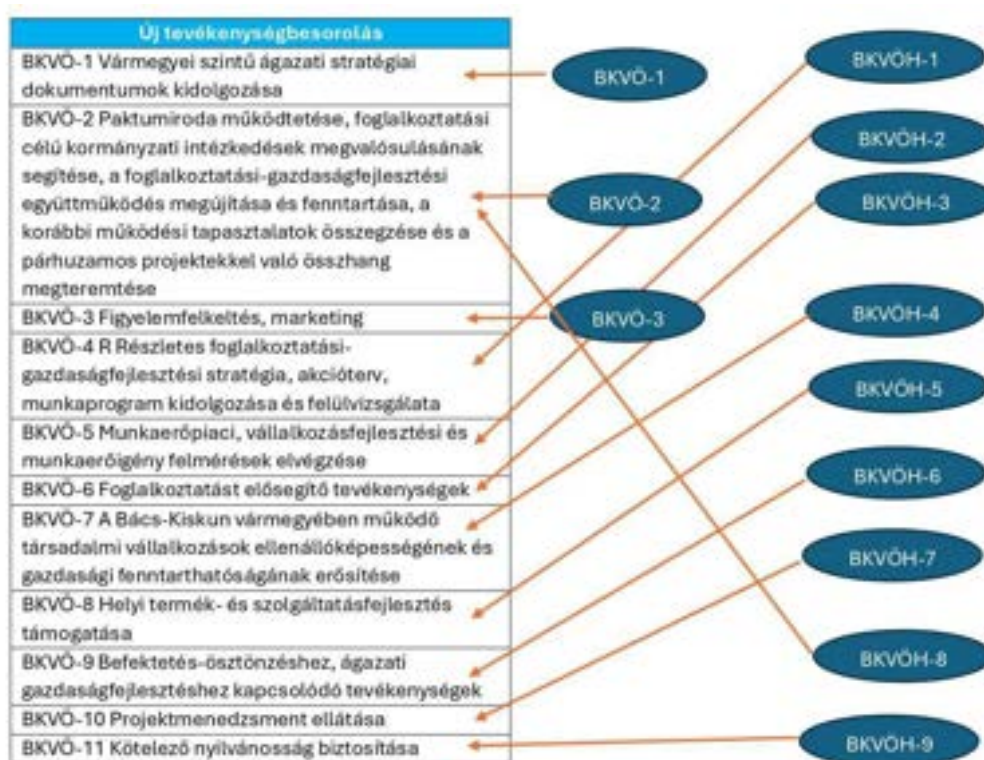 Új tevékenységbesorolás
BKVÖ-1 Vármegyei szintű ágazati stratégiai
dokumentumok kidolgozása
BKVÖ-2 Paktumiroda működtetése, foglalkoztatási
célú kormányzati intézkedések megvalósulásának
segítése, a foglalkoztatási-gazdaságfejlesztési
együttműködés megújítása és fenntartása, a
korábbi működési tapasztalatok összegzése és a
párhuzamos projektekkel való összhang
megteremtése
BKVÖ-3 Figyelemfelkeltés, marketing
BKVÖ-4 R Részletes foglalkoztatási-
gazdaságfejlesztési stratégia, akcióterv,
munkaprogram kidolgozása és felülvizsgálata
BKVÖ-5 Munkaerőpiaci, vállalkozásfejlesztési és
munkaerőigény felmérések elvégzése
BKVÖ-6 Foglalkoztatást elősegítő tevékenységek
BKVÖ-7 A Bács-Kiskun vármegyében működő
társadalmi vállalkozások ellenállóképességének és
gazdasági fenntarthatóságának erősítése
BKVÖ-8 Helyi termék- és szolgáltatásfejlesztés
támogatása
BKVÖ-9 Befektetés-ösztönzéshez, ágazati
gazdaságfejlesztéshez kapcsolódó tevékenységek
BKVÖ-10 Projektmenedzsment ellátása
BKVÖ-11 Kötelező nyilvánosság biztosítása
BKVÖ-1
BKVÖ-2
BKVÖ-3
BKVÖH-1
BKVÖH-2
BKVÖH-3
BKVÖH-4
BKVÖH-5
BKVÖH-6
BKVÖH-7
BKVÖH-8
BKVÖH-9